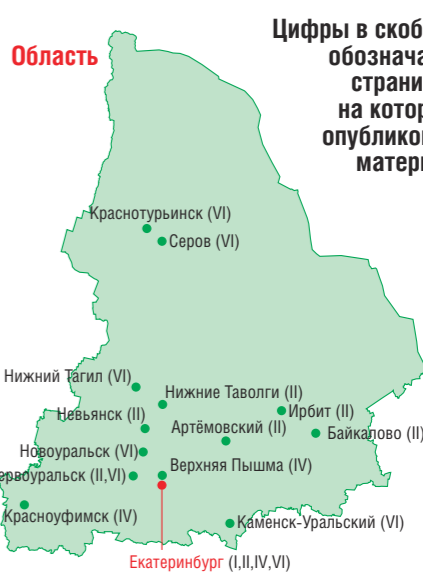 Область
Цифры в скоб
обознача
страни
на котор
опубликов
матери
Краснотурьинск (VI)
Серов (VI)
Нижний Тагил (VI)
Нижние Таволги (II)
Невьянск (II)
Ирбит (II)
Артёмовский (II)
Байкалово (II)
Новоуральск (VI)
Верхняя Пышма (IV)
ервоуральск (II,VI)
Красноуфимск (IV)
Каменск-Уральский (VI)
Екатеринбург (I,II,IV,VI)